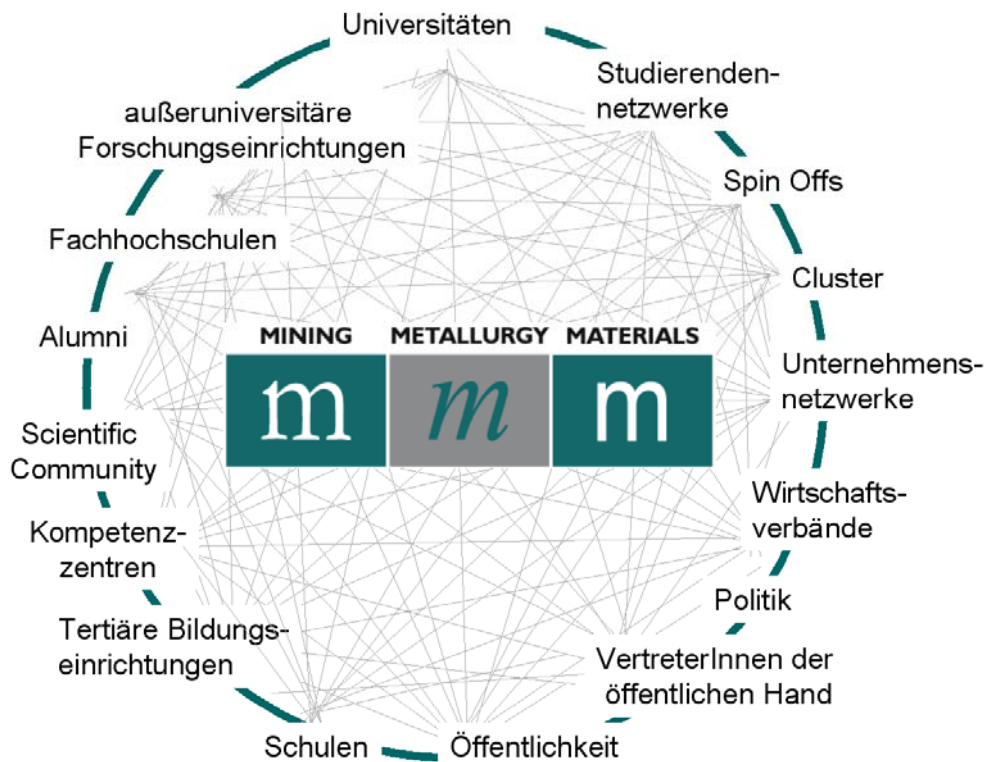 Universitäten
Studierenden-
netzwerke
außeruniversitäre
Forschungseinrichtungen
Spin Offs
Fachhochschulen
Cluster
Alumni
MINING METALLURGY MATERIALS
m m m
Unternehmens-
netzwerke
Scientific
Community
Wirtschafts-
verbände
Kompetenz-
zentren
Politik
Tertiäre Bildungs-
einrichtungen
VertreterInnen der
öffentlichen Hand
Schulen
Öffentlichkeit